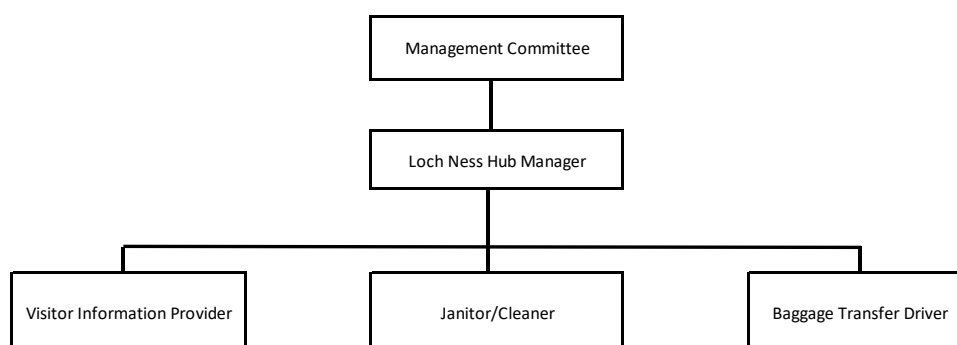 Management Committee
Loch Ness Hub Manager
Visitor Information Provider
Janitor/Cleaner
Baggage Transfer Driver